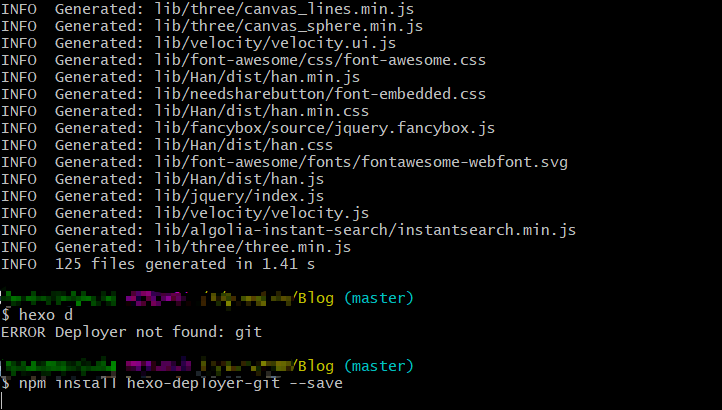 INFO  Generated: lib/three/canvas_lines.min.js
INFO  Generated: lib/three/canvas_sphere.min.js
INFO  Generated: lib/velocity/velocity.ui.js
INFO  Generated: lib/font-awesome/css/font-awesome.css
INFO  Generated: lib/Han/dist/han.min.js
INFO  Generated: lib/needsharebutton/font-embedded.css
INFO  Generated: lib/Han/dist/han.min.css
INFO  Generated: lib/fancybox/source/jquery.fancybox.js
INFO  Generated: lib/Han/dist/han.css
INFO  Generated: lib/font-awesome/fonts/fontawesome-webfont.svg
INFO  Generated: lib/Han/dist/han.js
INFO  Generated: lib/jquery/index.js
INFO  Generated: lib/velocity/velocity.js
INFO  Generated: lib/algolia-instant-search/instantsearch.min.js
INFO  Generated: lib/three/three.min.js
INFO  125 files generated in 1.41 s
/Blog (master)
$ hexo d
ERROR Deployer not found: git
/Blog (master)
$ npm install hexo-deployer-git --save